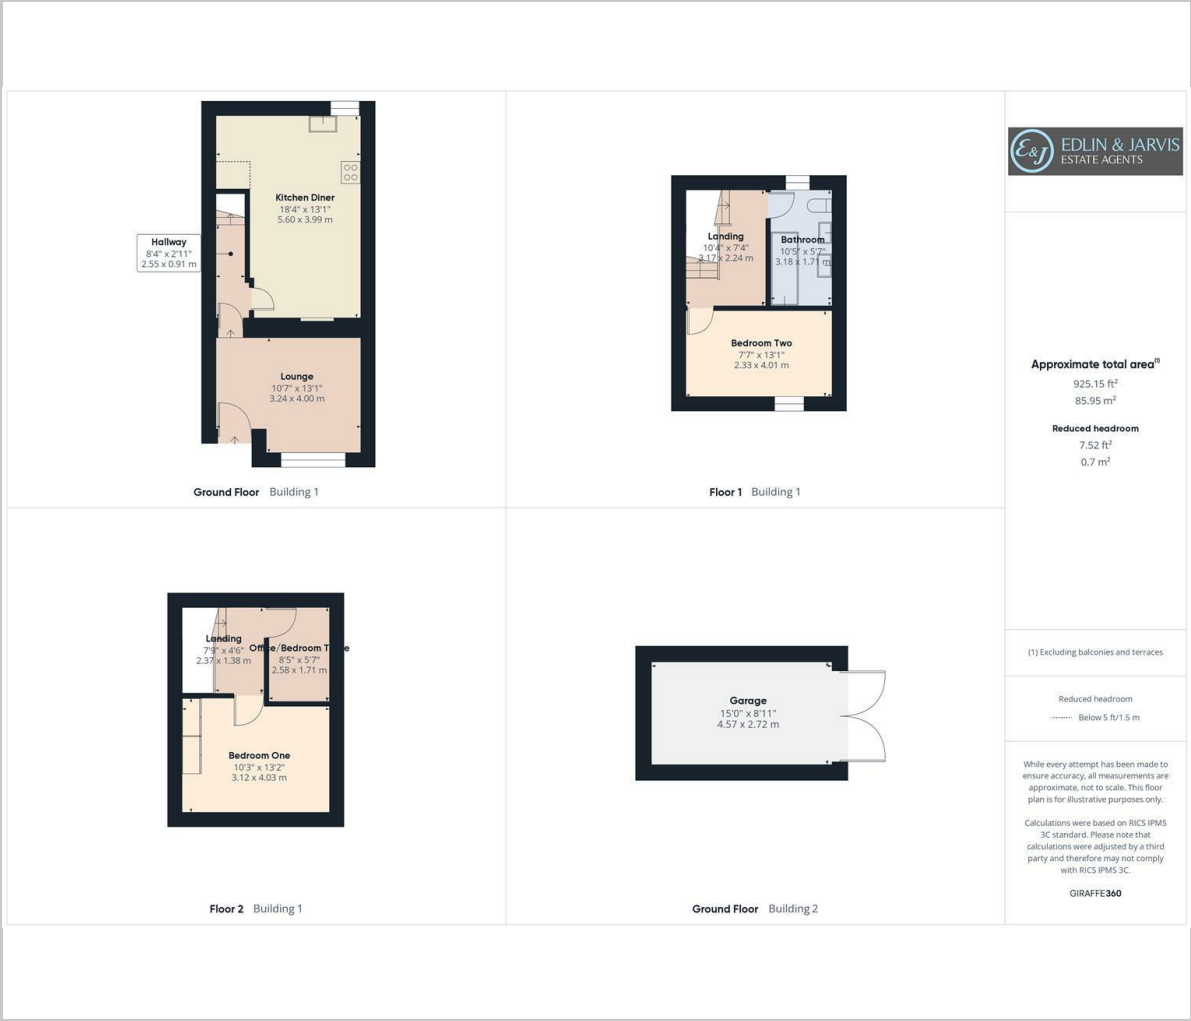 Kitchen Diner
18'4" x 13'1"
5.60 x 3.99 m
Hallway
8'4" x 2'11"
2.55 x 0.91 m
Lounge
10'7" x 13'1"
3.24 x 4.00 m
Ground Floor Building 1
Landing
10'4" x 7'4"
3.17 x 2.24 m
Bathroom
10'5" x 5'7"
3.18 x 1.71 m
Bedroom Two
7'7" x 13'1"
2.33 x 4.01 m
Floor 1 Building 1
Landing
7'9" x 4'6"
2.37 x 1.38 m
Office/Bedroom
8'5" x 5'7"
2.58 x 1.71 m
Bedroom One
10'3" x 13'2"
3.12 x 4.03 m
Floor 2 Building 1
Garage
15'0" x 8'11"
4.57 x 2.72 m
Ground Floor Building 2
E&J EDLIN & JARVIS
ESTATE AGENTS
Approximate total area(1)
925.15 ft²
85.95 m²
Reduced headroom
7.52 ft²
0.7 m²
(1) Excluding balconies and terraces
Reduced headroom
Below 5 ft/1.5 m
While every attempt has been made to
ensure accuracy, all measurements are
approximate, not to scale. This floor
plan is for illustrative purposes only.
Calculations were based on RICS IPMS
3C standard. Please note that
calculations were adjusted by a third
party and therefore may not comply
with RICS IPMS 3C.
GIRAFFE360